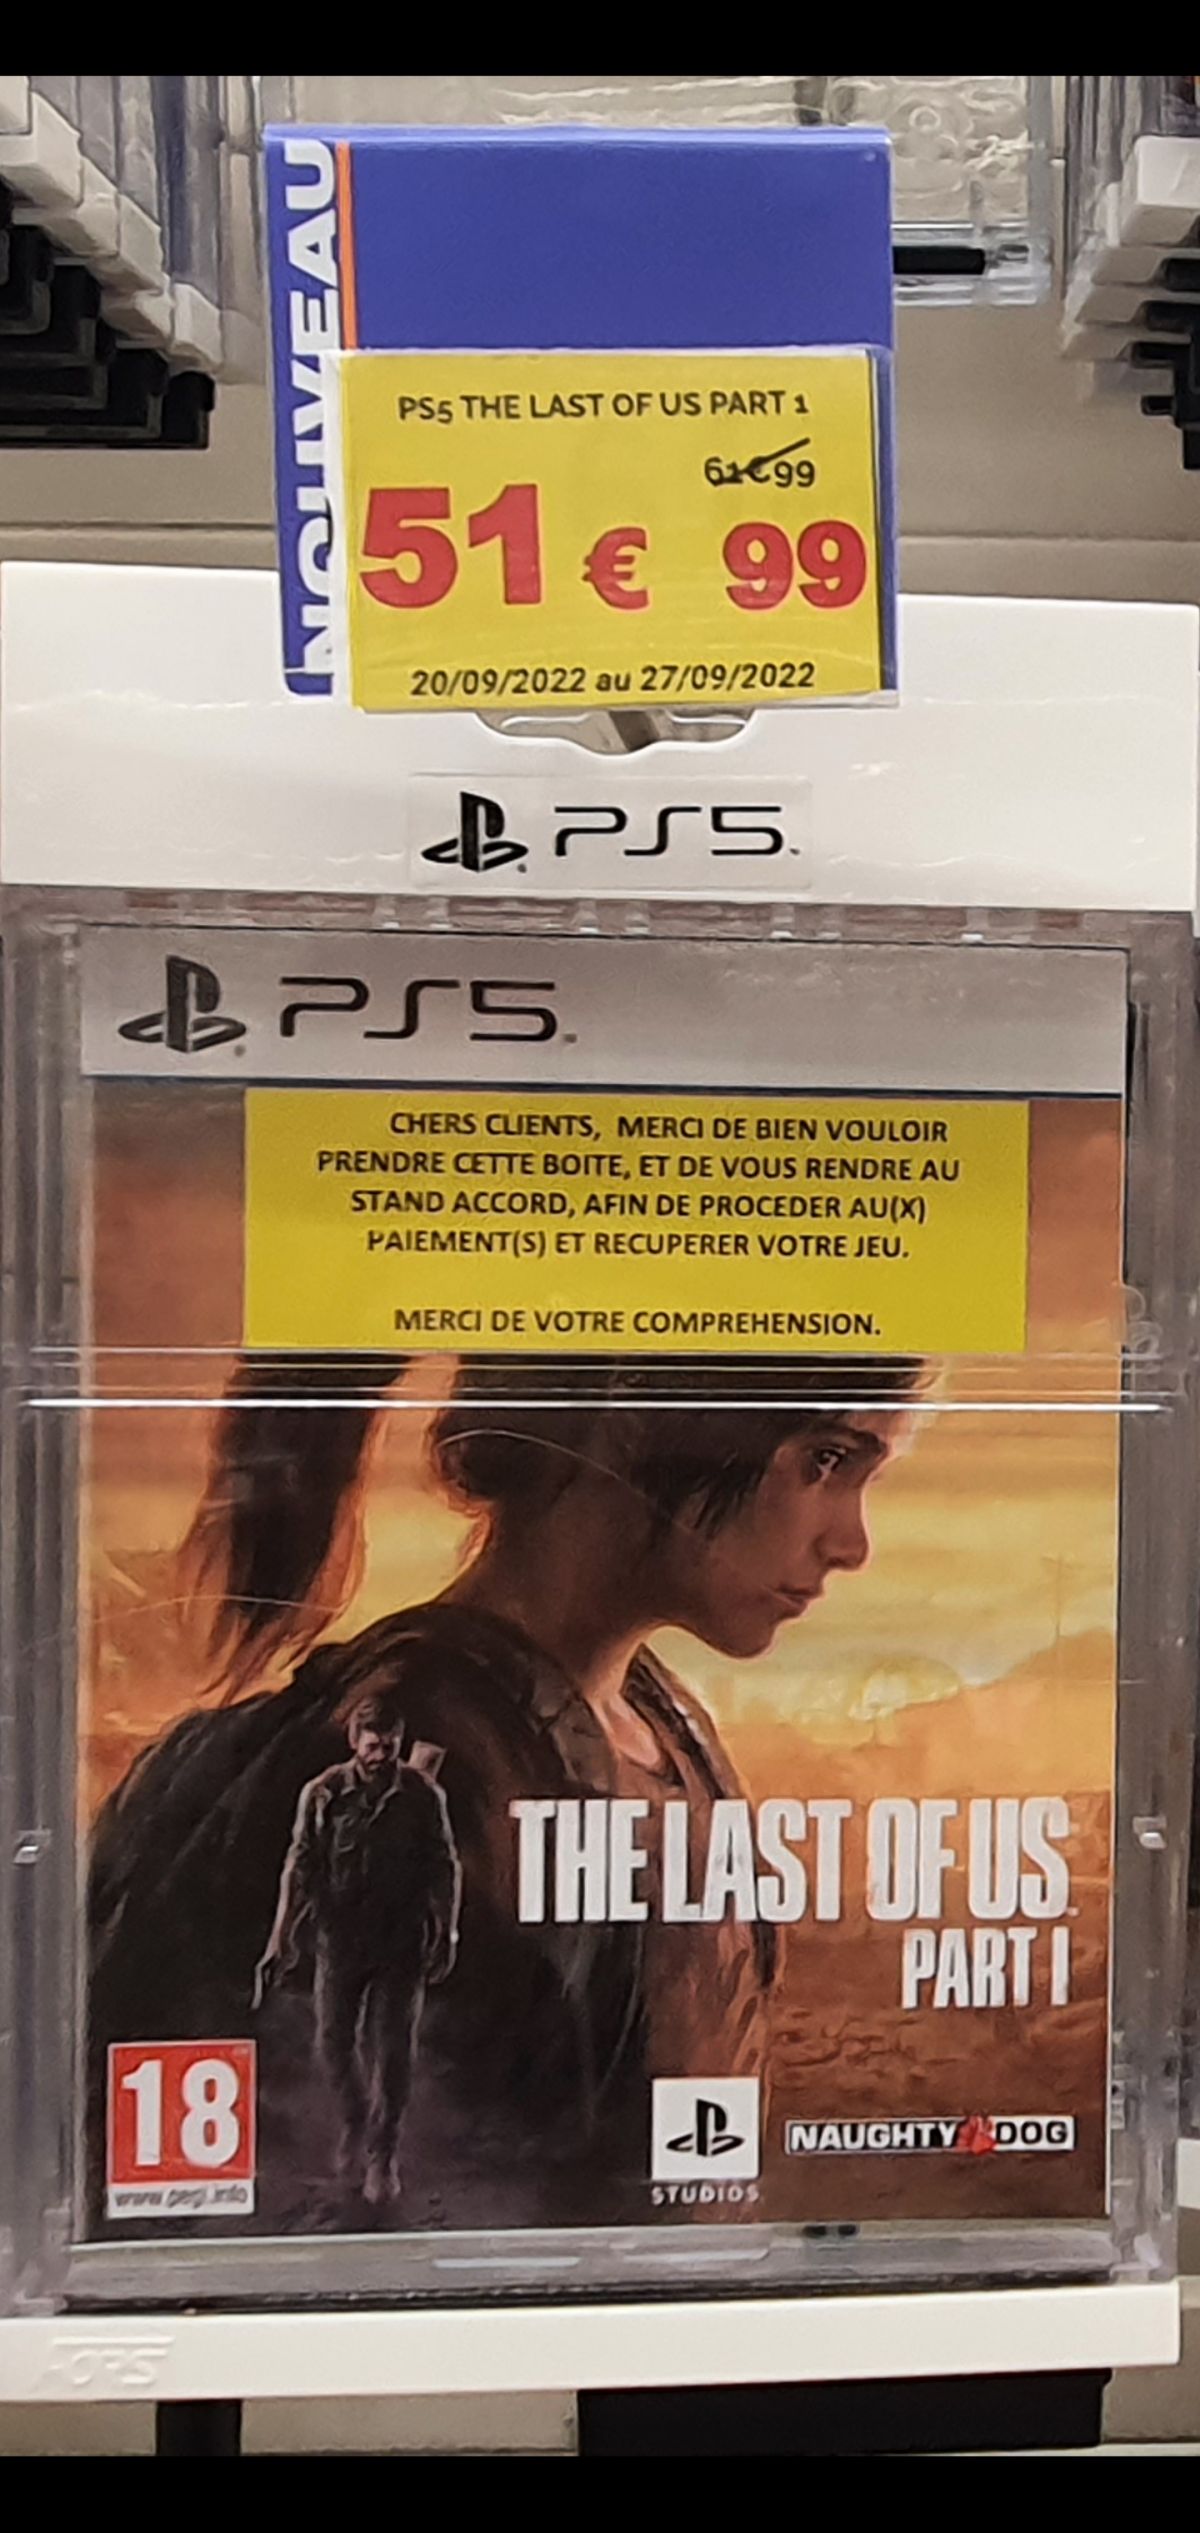 NOUVEAU
PS5 THE LAST OF US PART 1
61€99
51 € 99
20/09/2022 au 27/09/2022
PS5
PS5
CHERS CLIENTS, MERCI DE BIEN VOULOIR
PRENDRE CETTE BOITE, ET DE VOUS RENDRE AU
STAND ACCORD, AFIN DE PROCEDER AU(X)
PAIEMENT(S) ET RECUPERER VOTRE JEU.
MERCI DE VOTRE COMPREHENSION.
THE LAST OF US
PART I
18
www.pegi.info
STUDIOS
NAUGHTY DOG